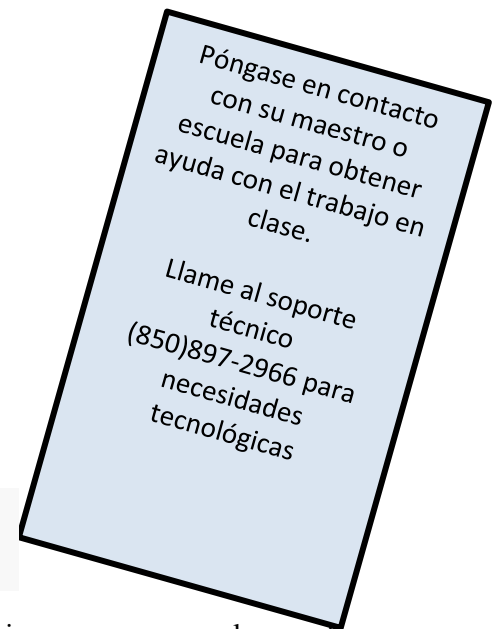 Póngase en contacto
con su maestro o
escuela para obtener
ayuda con el trabajo en
clase.
Llame al soporte
técnico
(850)897-2966 para
necesidades
tecnológicas